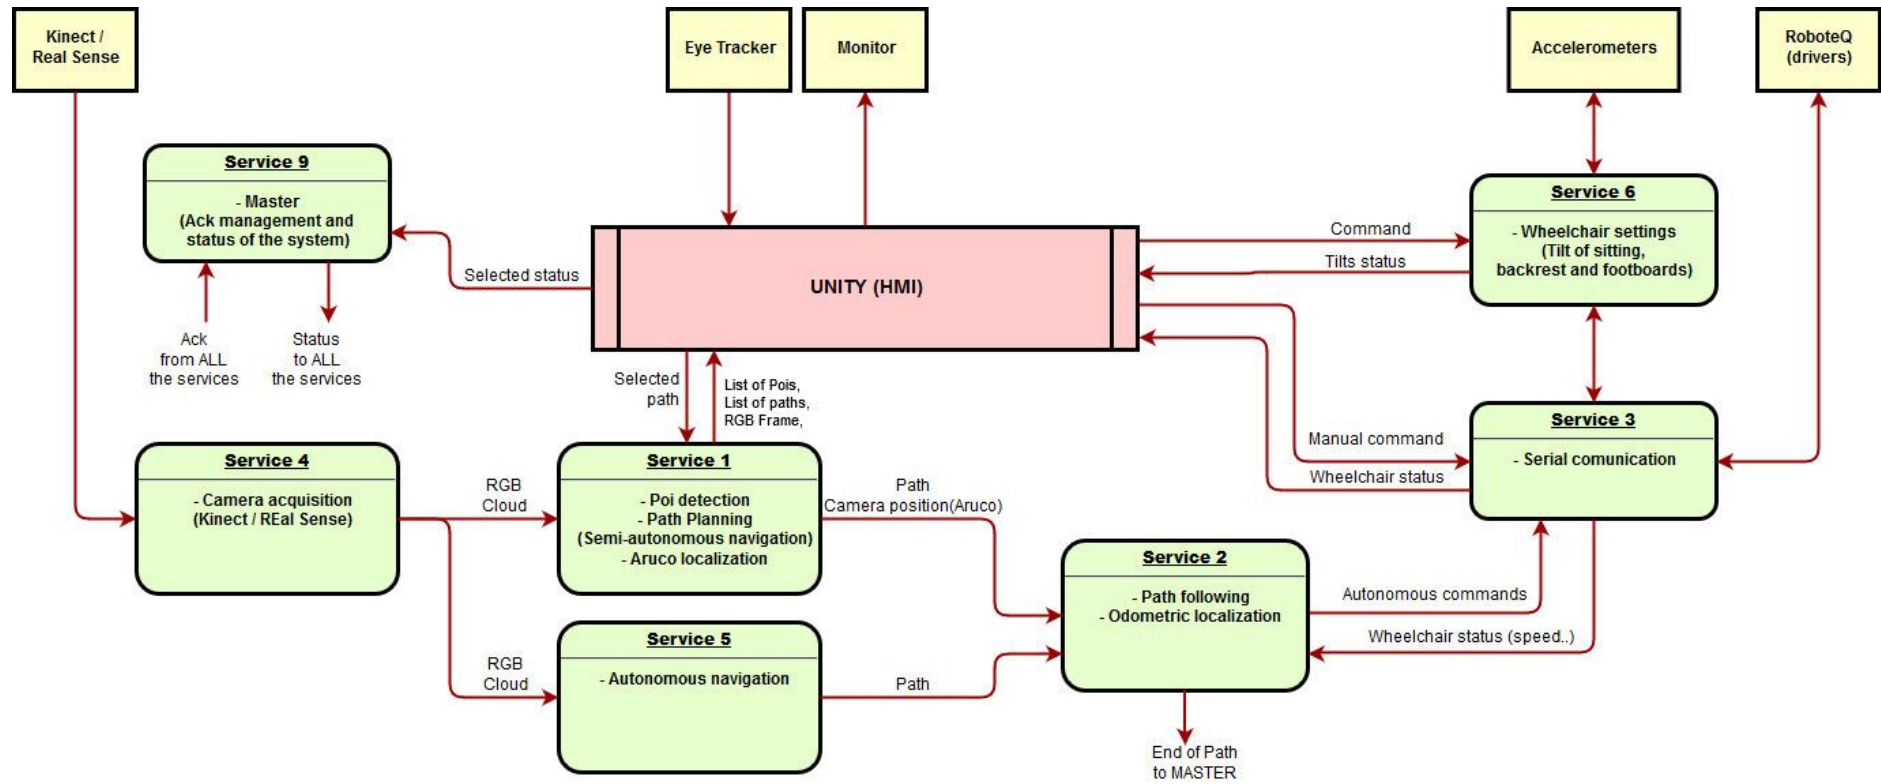 Kinect /
Real Sense
Eye Tracker
Monitor
Accelerometers
RoboteQ
(drivers)
Service 9
- Master
(Ack management and
status of the system)
Selected status
Ack
from ALL
the services
Status
to ALL
the services
UNITY (HMI)
Command
Tilts status
Service 6
- Wheelchair settings
(Tilt of sitting,
backrest and footboards)
Selected
path
List of Pois,
List of paths,
RGB Frame,
Manual command
Wheelchair status
Service 3
- Serial comunication
Service 4
- Camera acquisition
(Kinect / REal Sense)
RGB
Cloud
Service 1
- Poi detection
- Path Planning
(Semi-autonomous navigation)
- Aruco localization
Path
Camera position(Aruco)
Service 2
- Path following
- Odometric localization
Autonomous commands
Wheelchair status (speed..)
RGB
Cloud
Service 5
- Autonomous navigation
Path
End of Path
to MASTER